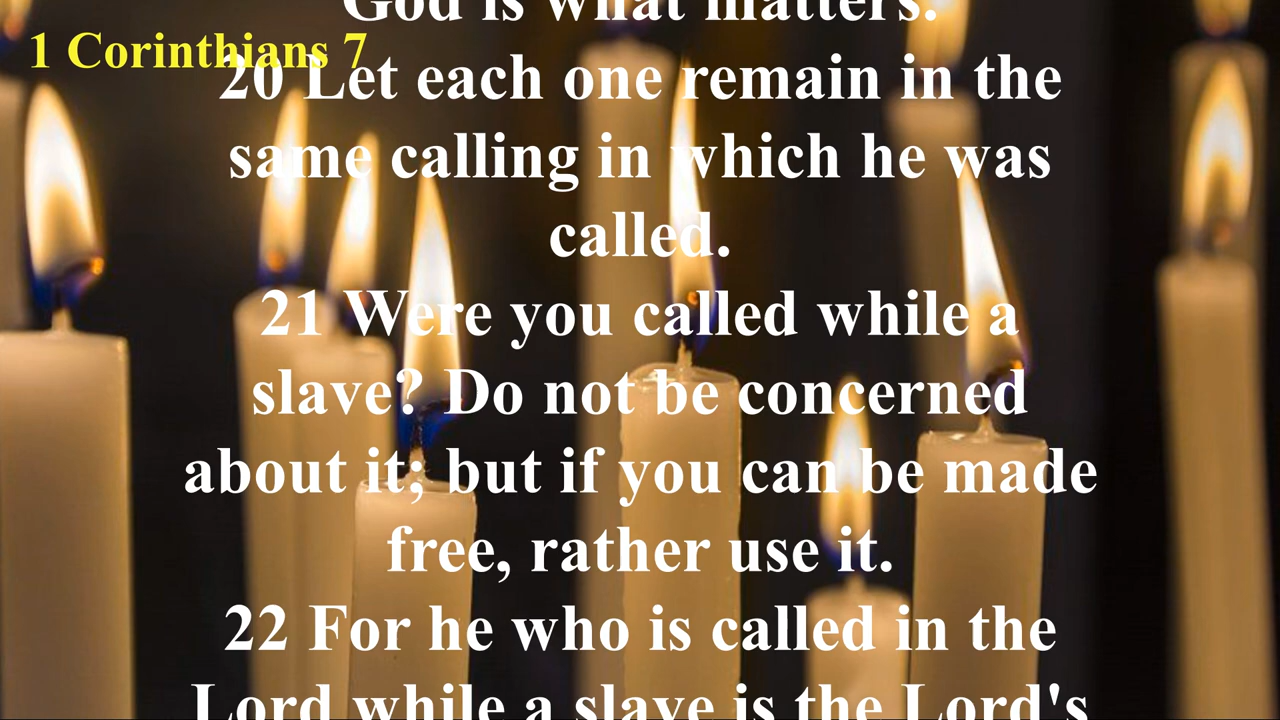 God is what matters.
1 Corinthians 7
20 Let each one remain in the
same calling in which he was
called.
21 Were you called while a
slave? Do not be concerned
about it; but if you can be made
free, rather use it.
22 For he who is called in the
Lord while a slave is the Lord's